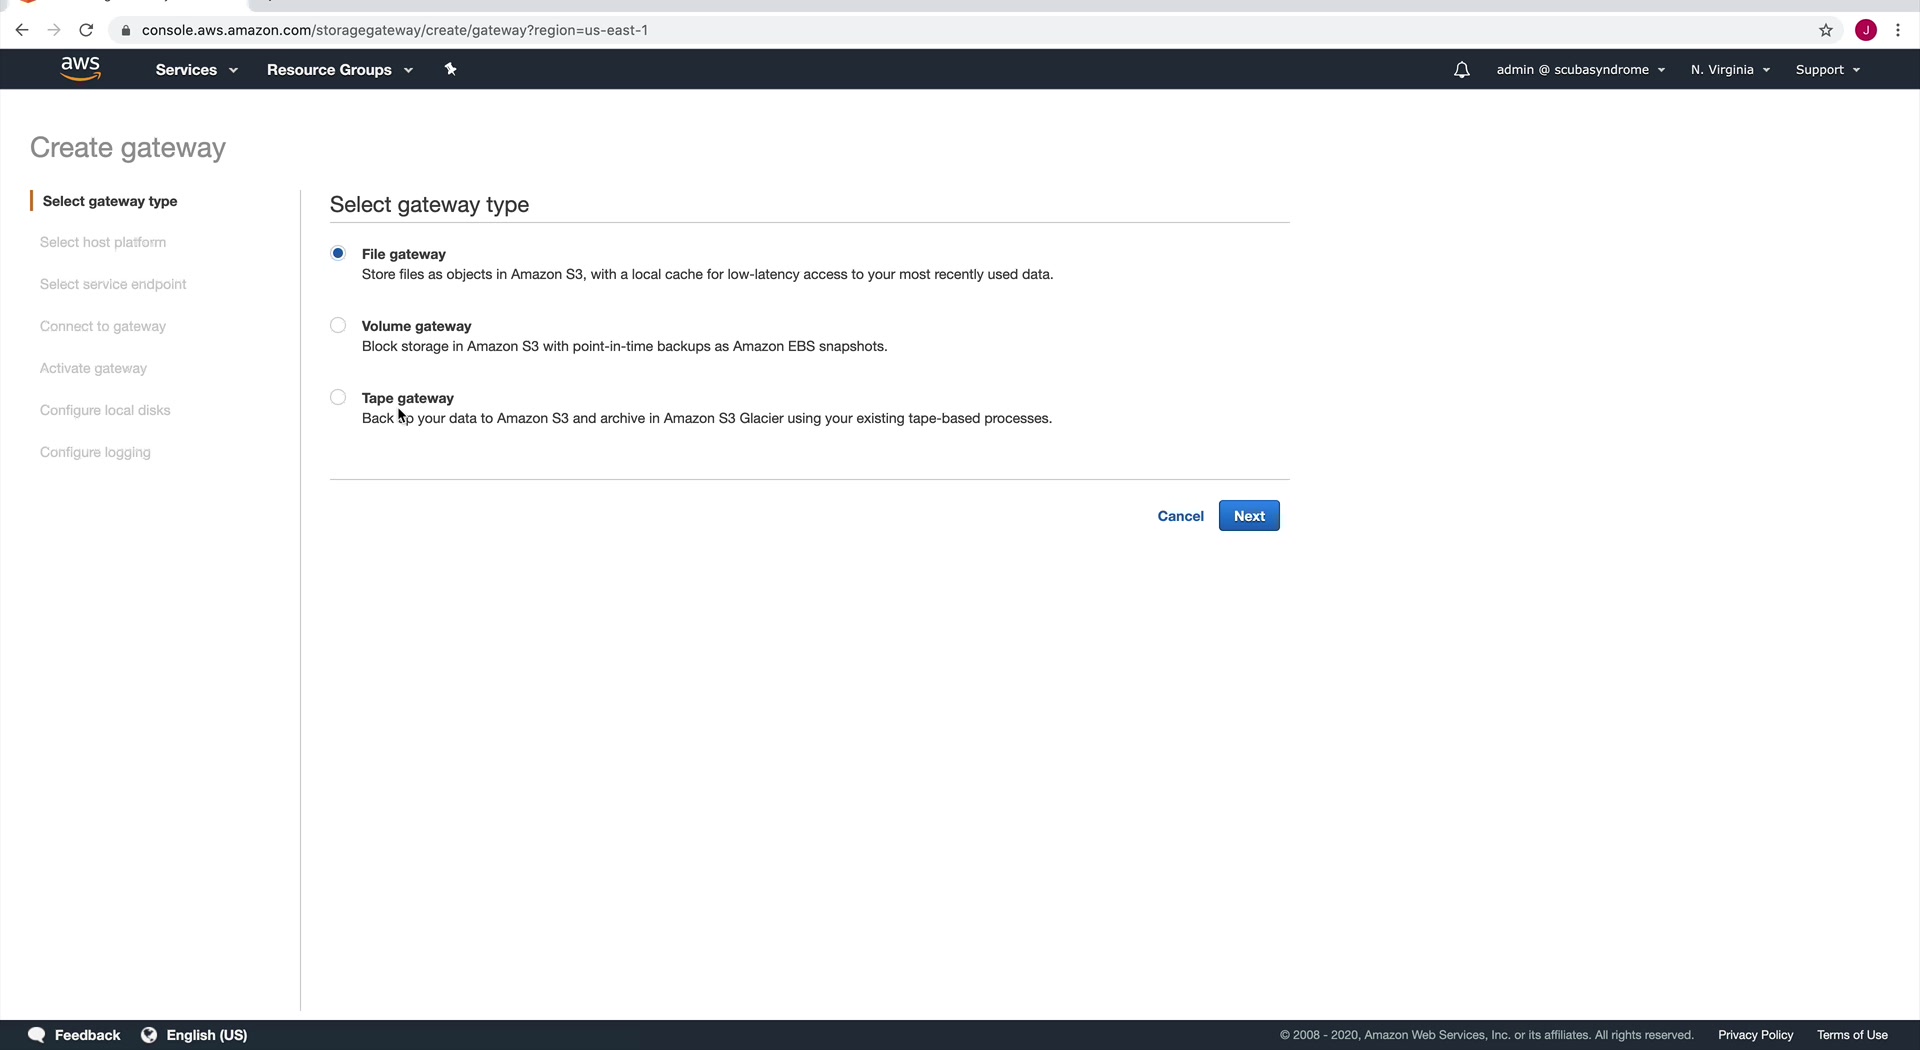 console.aws.amazon.com/storagegateway/create/gateway?region=us-east-1
J
aws
Services
Resource Groups
admin @ scubasyndrome
N. Virginia
Support
Create gateway
Select gateway type
Select host platform
Select service endpoint
Connect to gateway
Activate gateway
Configure local disks
Configure logging
Select gateway type
File gateway
Store files as objects in Amazon S3, with a local cache for low-latency access to your most recently used data.
Volume gateway
Block storage in Amazon S3 with point-in-time backups as Amazon EBS snapshots.
Tape gateway
Back up your data to Amazon S3 and archive in Amazon S3 Glacier using your existing tape-based processes.
Cancel
Next
Feedback
English (US)
© 2008 - 2020, Amazon Web Services, Inc. or its affiliates. All rights reserved.
Privacy Policy
Terms of Use